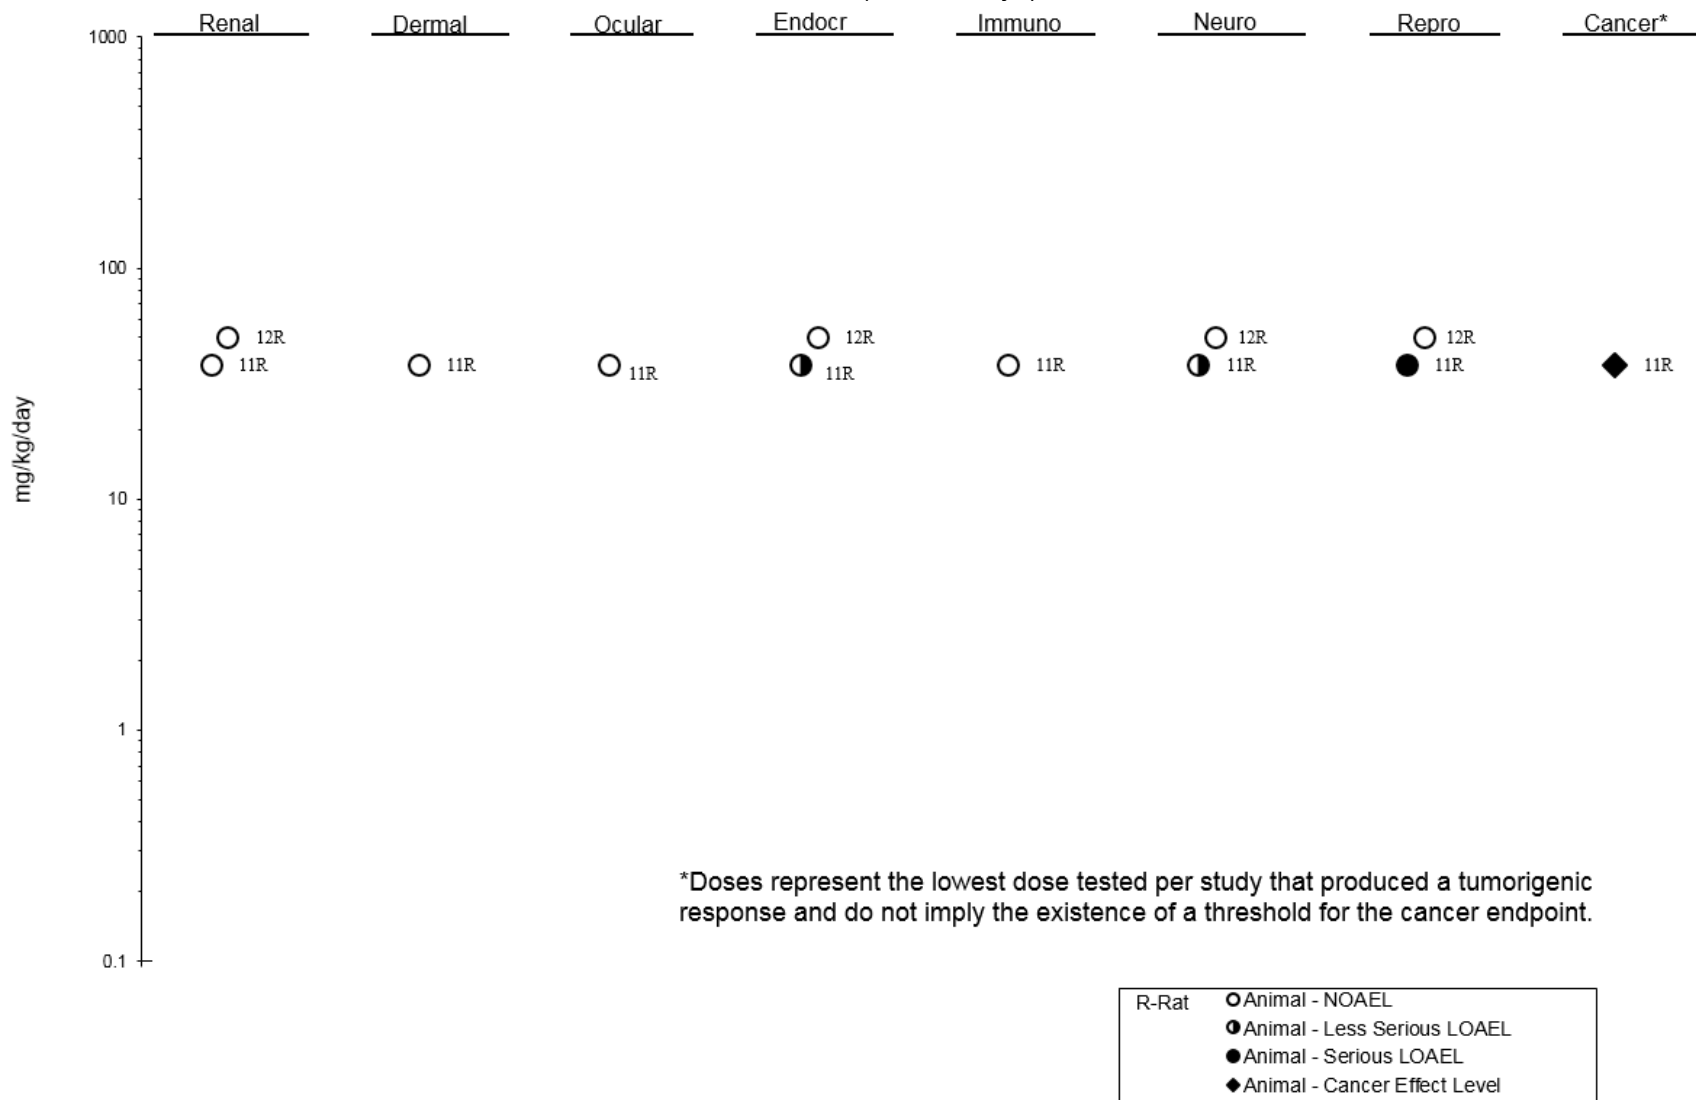 Renal Dermal Ocular Endocr Immuno Neuro Repro Cancer*
1000
100
12R 12R 12R 12R
11R 11R 11R 11R 11R 11R 11R 11R
mg/kg/day
10
1
*Doses represent the lowest dose tested per study that produced a tumorigenic
response and do not imply the existence of a threshold for the cancer endpoint.
0.1
R-Rat Animal - NOAEL
Animal - Less Serious LOAEL
Animal - Serious LOAEL
Animal - Cancer Effect Level